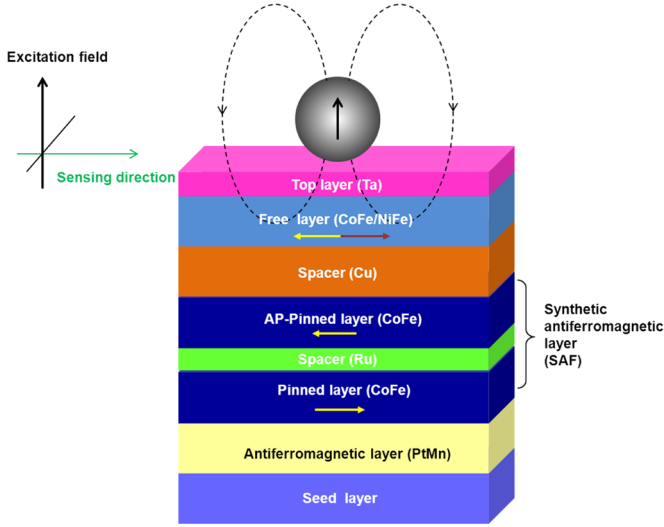 Excitation field
Sensing direction
Top layer (Ta)
Free layer (CoFe/NiFe)
Spacer (Cu)
AP-Pinned layer (CoFe)
Spacer (Ru)
Pinned layer (CoFe)
Antiferromagnetic layer (PtMn)
Seed layer
Synthetic
antiferromagnetic
layer
(SAF)